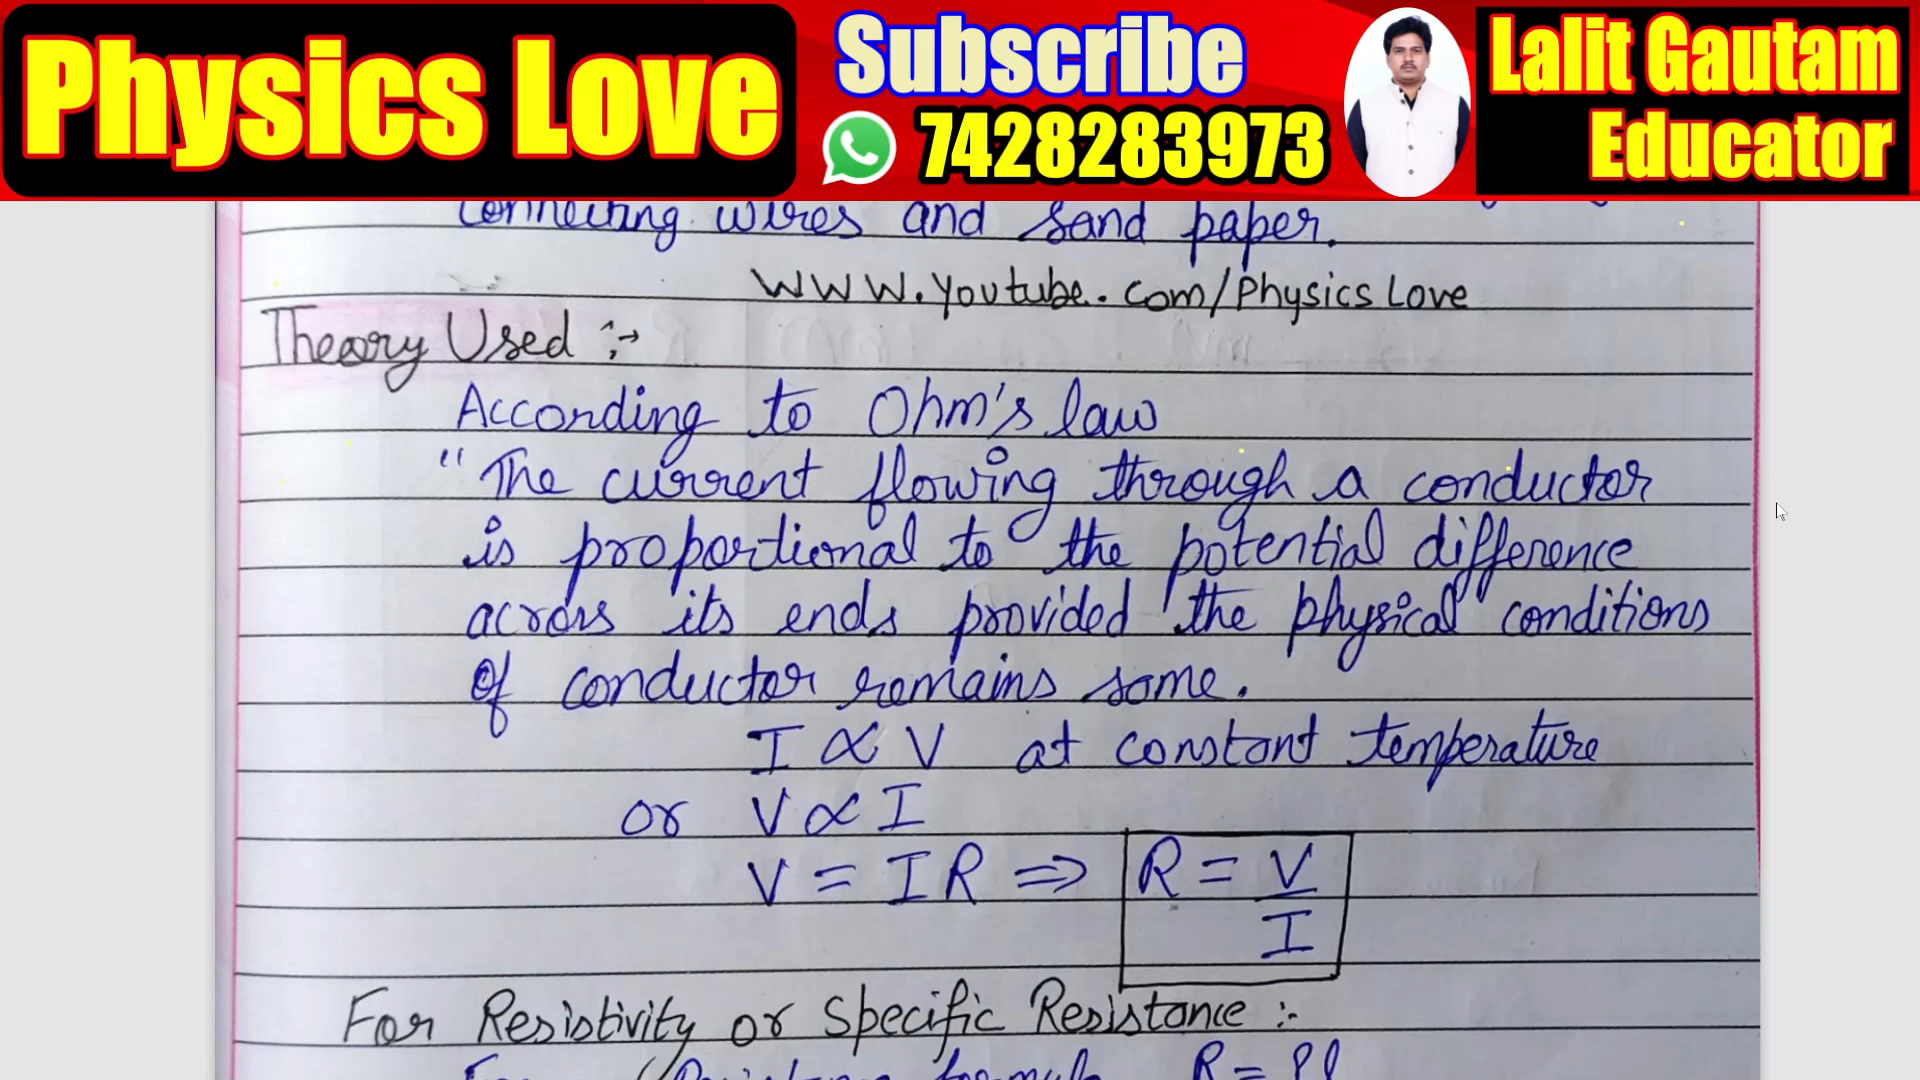 Physics Love
Subscribe
7428283973
Lalit Gautam
Educator
connecting wires and sand paper.
www.youtube.com/Physics Love
Theory Used :→
According to Ohm's law
"The current flowing through a conductor
is proportional to the potential difference
across its ends provided the physical conditions
of conductor remains same.
I ∝ V at constant temperature
or V ∝ I
V = IR ⇒ R = V/I
For Resistivity or Specific Resistance :-
R = ρl